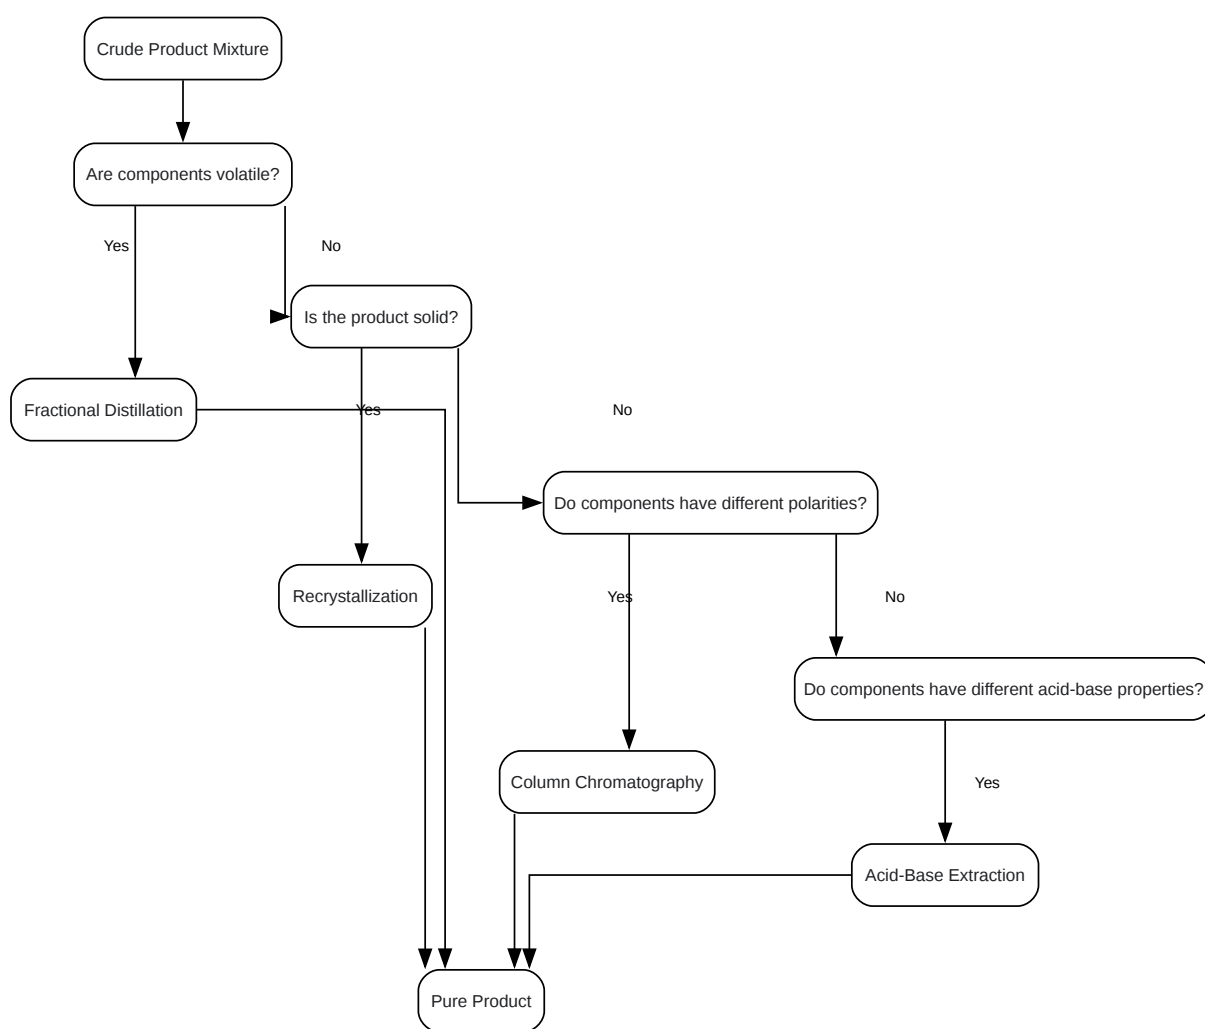 Crude Product Mixture
Are components volatile?
Yes
No
Is the product solid?
Fractional Distillation
Yes
No
Do components have different polarities?
Recrystallization
Yes
No
Do components have different acid-base properties?
Column Chromatography
Yes
Acid-Base Extraction
Pure Product